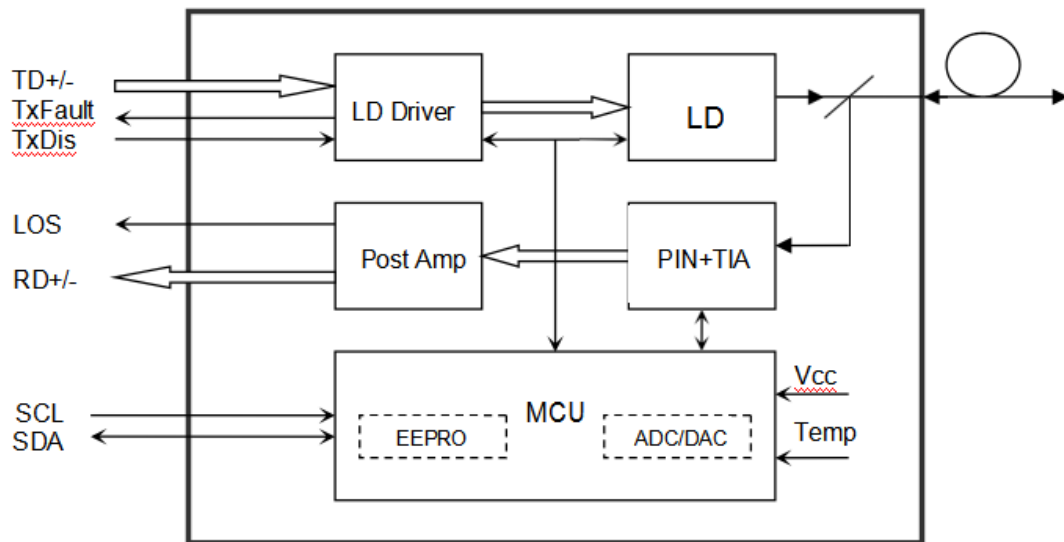 TD+/-
TxFault
TxDis
LD Driver
LD
LOS
RD+/-
Post Amp
PIN+TIA
SCL
SDA
MCU
EEPRO
ADC/DAC
Vcc
Temp